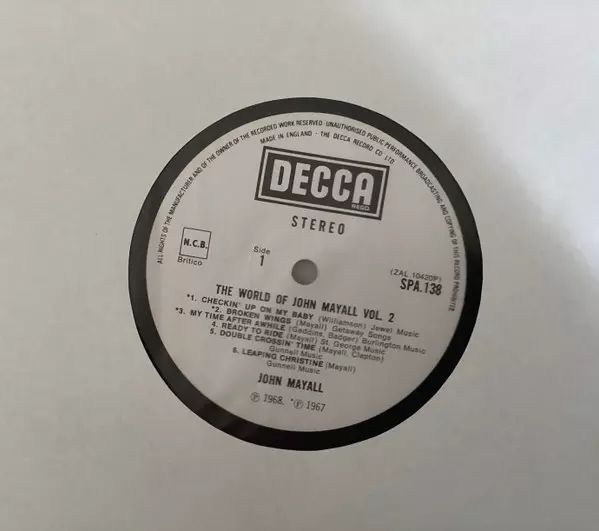 ALL RIGHTS OF THE MANUFACTURER AND OF THE OWNER OF THE RECORDED WORK RESERVED · UNAUTHORISED PUBLIC PERFORMANCE BROADCASTING AND COPYING OF THIS RECORD PROHIBITED
MADE IN ENGLAND · THE DECCA RECORD CO. LTD.
DECCA
REGD
STEREO
N.C.B.
Britico
Side
1
(ZAL 10420P)
SPA.138
THE WORLD OF JOHN MAYALL VOL. 2
*1. CHECKIN' UP ON MY BABY (Williamson) Jewel Music
*2. BROKEN WINGS (Mayall) Getaway Songs
*3. MY TIME AFTER AWHILE (Geddins, Badger) Burlington Music
4. READY TO RIDE (Mayall) St. George Music
5. DOUBLE CROSSIN' TIME (Mayall, Clapton)
Gunnell Music
6. LEAPING CHRISTINE (Mayall)
Gunnell Music
JOHN MAYALL
℗ 1968, *℗ 1967